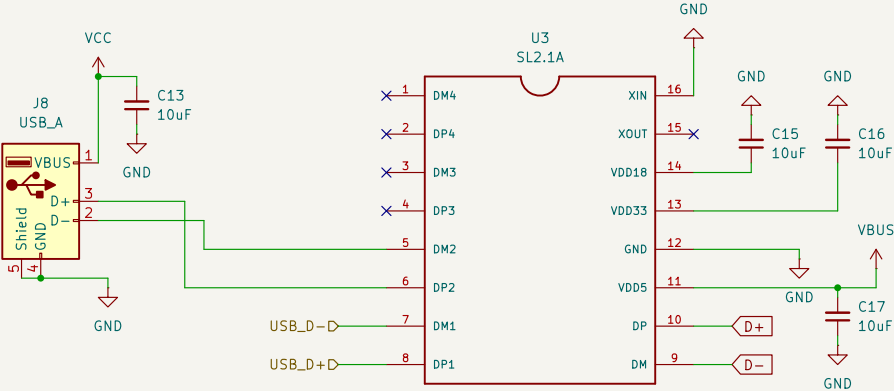 GND
U3
SL2.1A
VCC
J8
USB_A
C13
10uF
GND
VBUS 1
D+ 3
D- 2
Shield
GND
5
4
GND
1 DM4
2 DP4
3 DM3
4 DP3
5 DM2
6 DP2
USB_D- 7 DM1
USB_D+ 8 DP1
XIN 16
XOUT 15
VDD18 14
VDD33 13
GND 12
VDD5 11
DP 10 D+
DM 9 D-
GND
C15
10uF
GND
C16
10uF
GND
VBUS
C17
10uF
GND